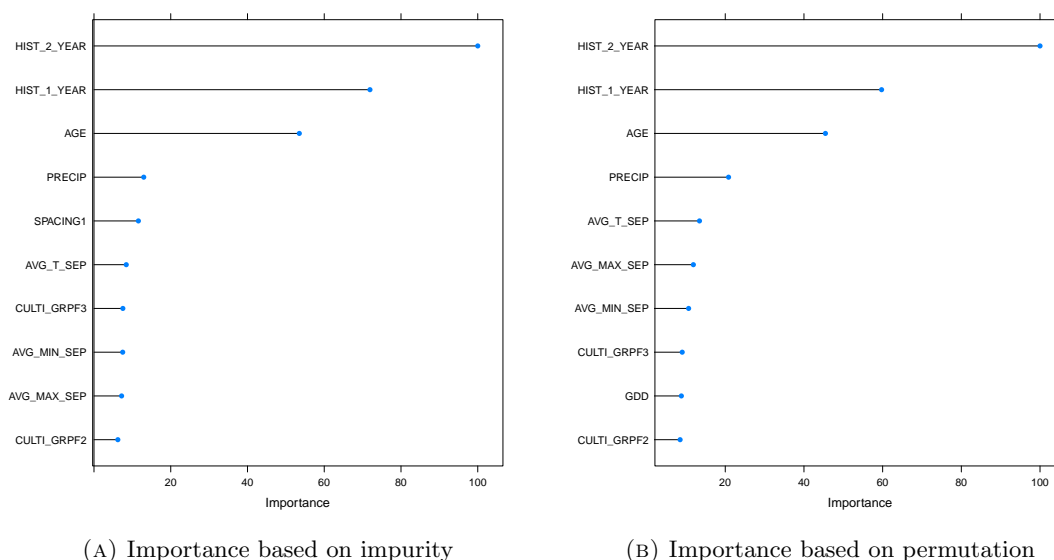 HIST_2_YEAR
HIST_1_YEAR
AGE
PRECIP
SPACING1
AVG_T_SEP
CULTI_GRPF3
AVG_MIN_SEP
AVG_MAX_SEP
CULTI_GRPF2
20 40 60 80 100
Importance
(A) Importance based on impurity
HIST_2_YEAR
HIST_1_YEAR
AGE
PRECIP
AVG_T_SEP
AVG_MAX_SEP
AVG_MIN_SEP
CULTI_GRPF3
GDD
CULTI_GRPF2
20 40 60 80 100
Importance
(B) Importance based on permutation